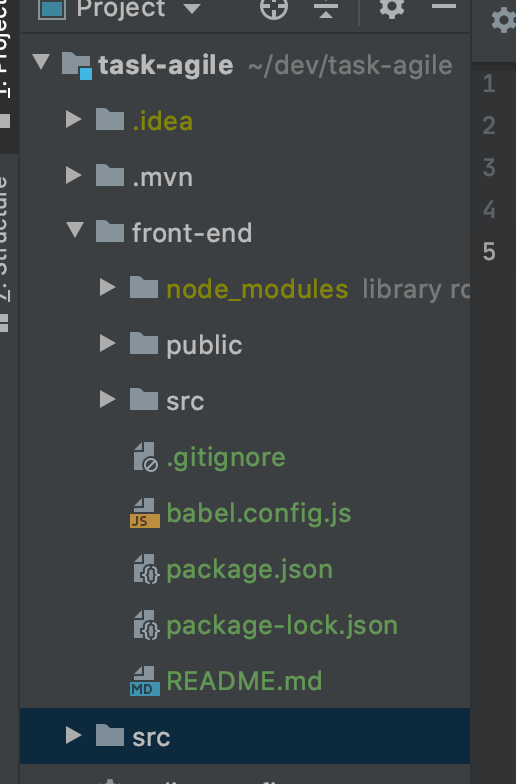 Project
1: Project
task-agile ~/dev/task-agile
.idea
.mvn
front-end
node_modules library ro
public
src
.gitignore
JS babel.config.js
package.json
package-lock.json
MD README.md
src
Z: Structure
1
2
3
4
5